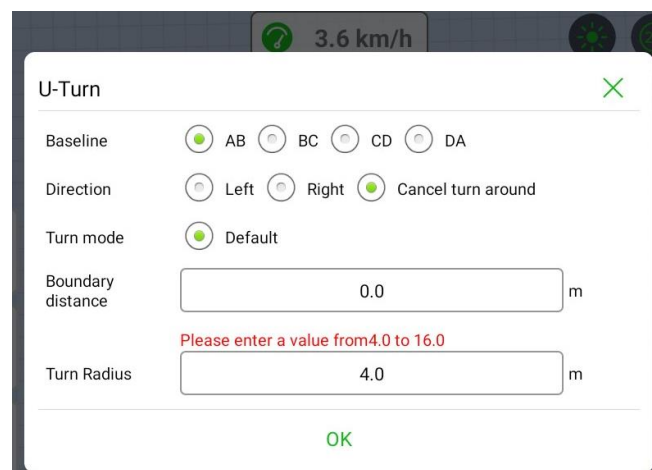 3.6 km/h
U-Turn
Baseline AB BC CD DA
Direction Left Right Cancel turn around
Turn mode Default
Boundary
distance 0.0 m
Please enter a value from4.0 to 16.0
Turn Radius 4.0 m
OK